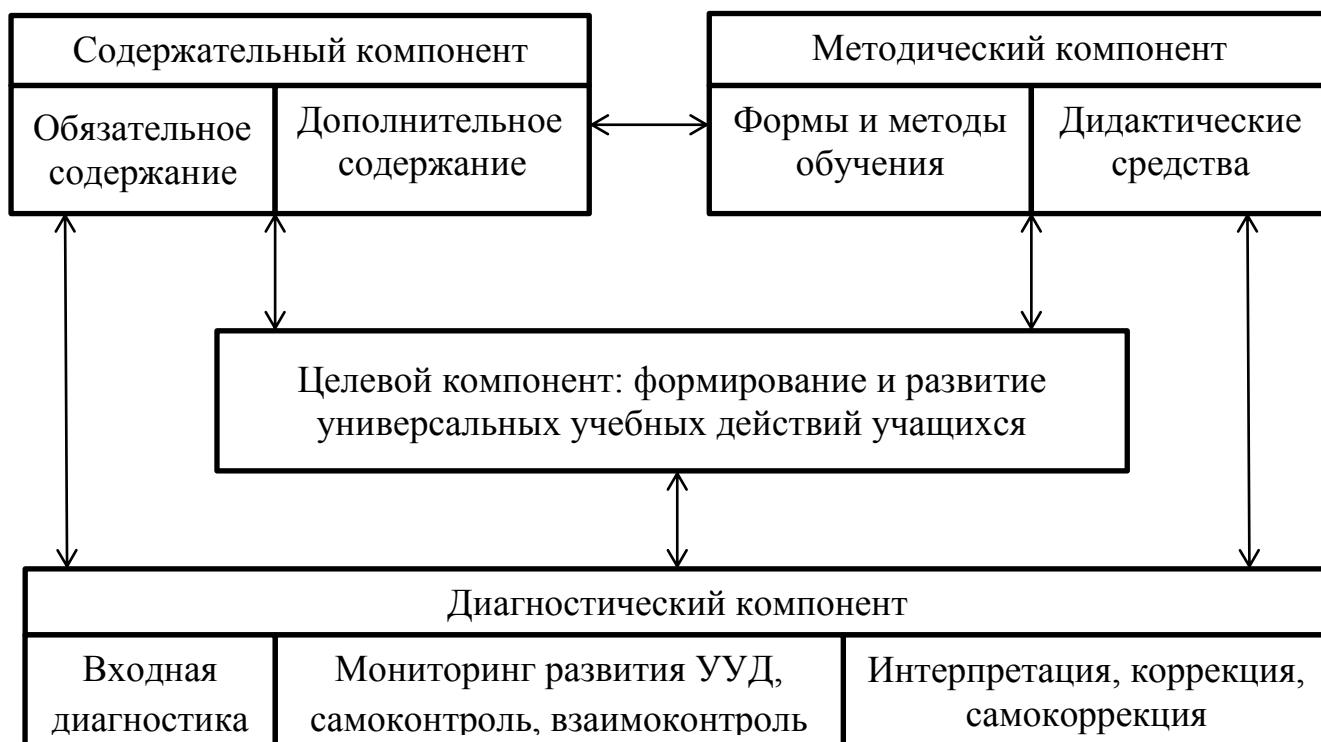 Содержательный компонент
Обязательное
содержание
Дополнительное
содержание
Методический компонент
Формы и методы
обучения
Дидактические
средства
Целевой компонент: формирование и развитие
универсальных учебных действий учащихся
Диагностический компонент
Входная
диагностика
Мониторинг развития УУД,
самоконтроль, взаимоконтроль
Интерпретация, коррекция,
самокоррекция